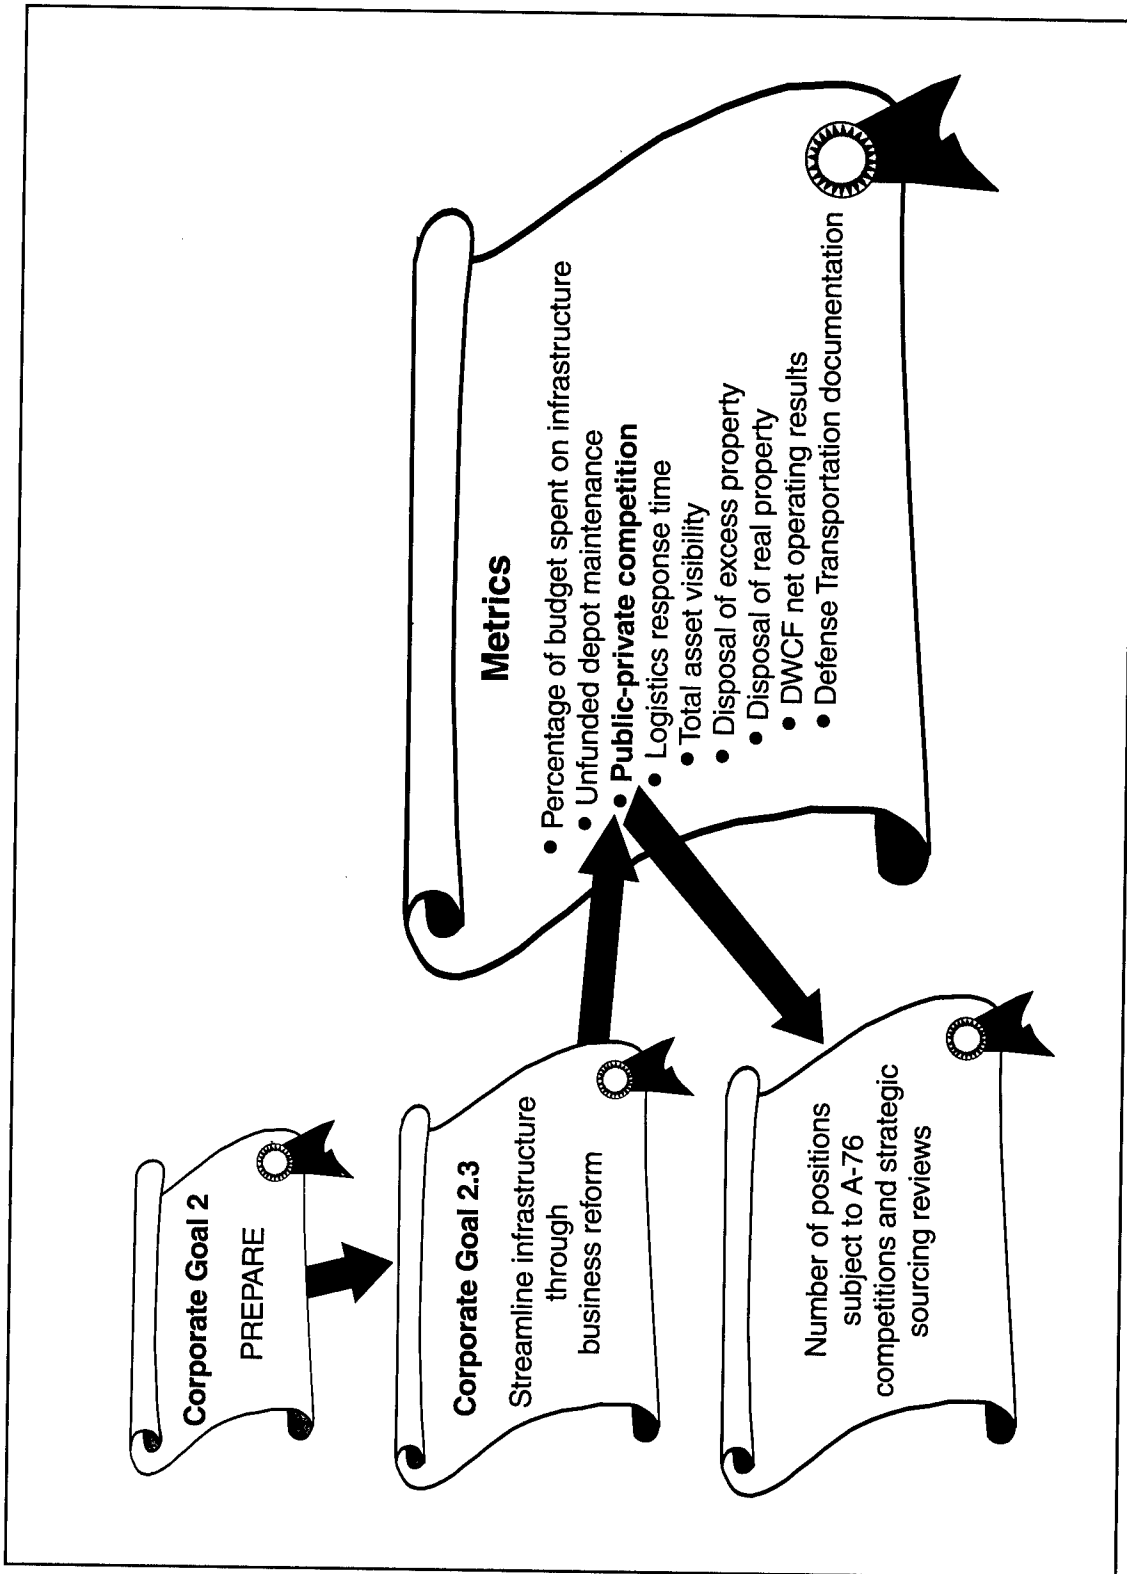 Corporate Goal 2
PREPARE
Corporate Goal 2.3
Streamline infrastructure
through
business reform
Metrics
• Percentage of budget spent on infrastructure
• Unfunded depot maintenance
• Public-private competition
• Logistics response time
• Total asset visibility
• Disposal of excess property
• Disposal of real property
• DWCF net operating results
• Defense Transportation documentation
Number of positions
subject to A-76
competitions and strategic
sourcing reviews